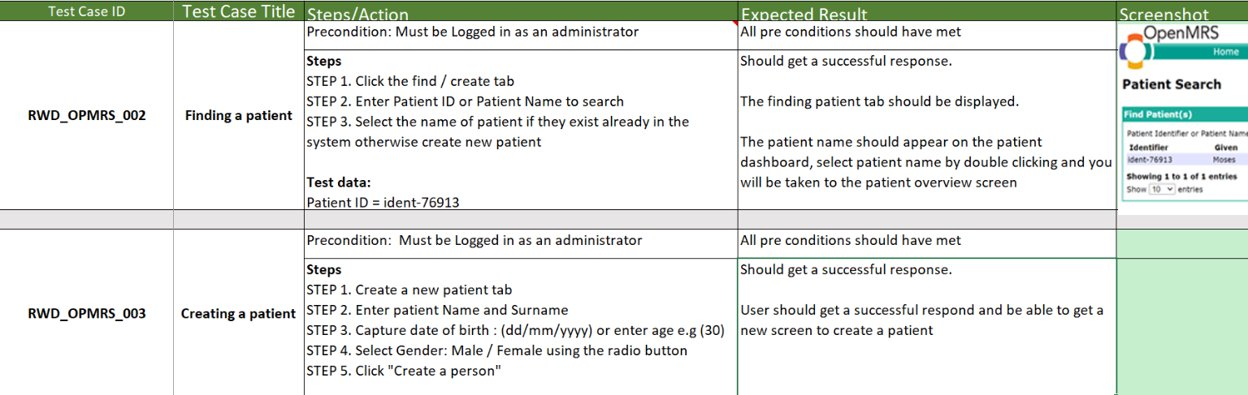 Test Case ID
Test Case Title
Steps/Action
Expected Result
Screenshot
Precondition: Must be Logged in as an administrator
All pre conditions should have met
RWD_OPMRS_002
Finding a patient
Steps
STEP 1. Click the find / create tab
STEP 2. Enter Patient ID or Patient Name to search
STEP 3. Select the name of patient if they exist already in the
system otherwise create new patient
Test data:
Patient ID = ident-76913
Should get a successful response.
The finding patient tab should be displayed.
The patient name should appear on the patient
dashboard, select patient name by double clicking and you
will be taken to the patient overview screen
OpenMRS
Home
Patient Search
Find Patient(s)
Patient Identifier or Patient Name
Identifier Given
ident-76913 Moses
Showing 1 to 1 of 1 entries
Show 10 entries
Precondition:  Must be Logged in as an administrator
All pre conditions should have met
RWD_OPMRS_003
Creating a patient
Steps
STEP 1. Create a new patient tab
STEP 2. Enter patient Name and Surname
STEP 3. Capture date of birth : (dd/mm/yyyy) or enter age e.g (30)
STEP 4. Select Gender: Male / Female using the radio button
STEP 5. Click "Create a person"
Should get a successful response.
User should get a successful respond and be able to get a
new screen to create a patient